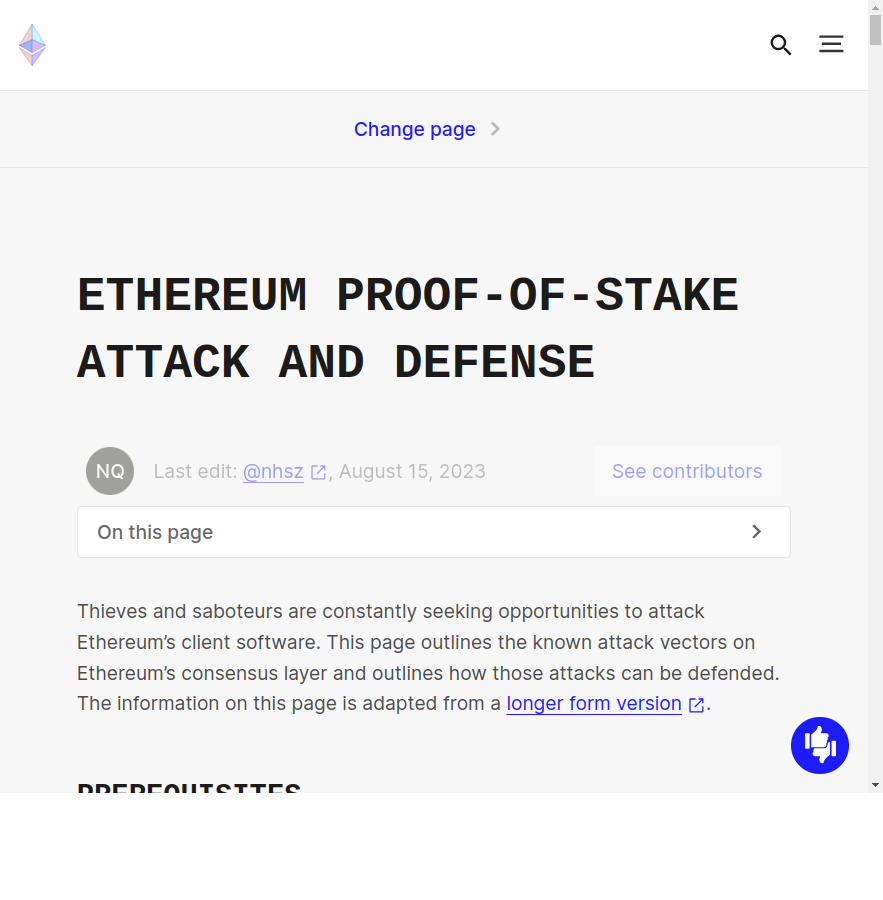 Change page
ETHEREUM PROOF-OF-STAKE
ATTACK AND DEFENSE
NQ
Last edit: @nhsz, August 15, 2023
See contributors
On this page
Thieves and saboteurs are constantly seeking opportunities to attack
Ethereum’s client software. This page outlines the known attack vectors on
Ethereum’s consensus layer and outlines how those attacks can be defended.
The information on this page is adapted from a longer form version.
PREREQUISITES